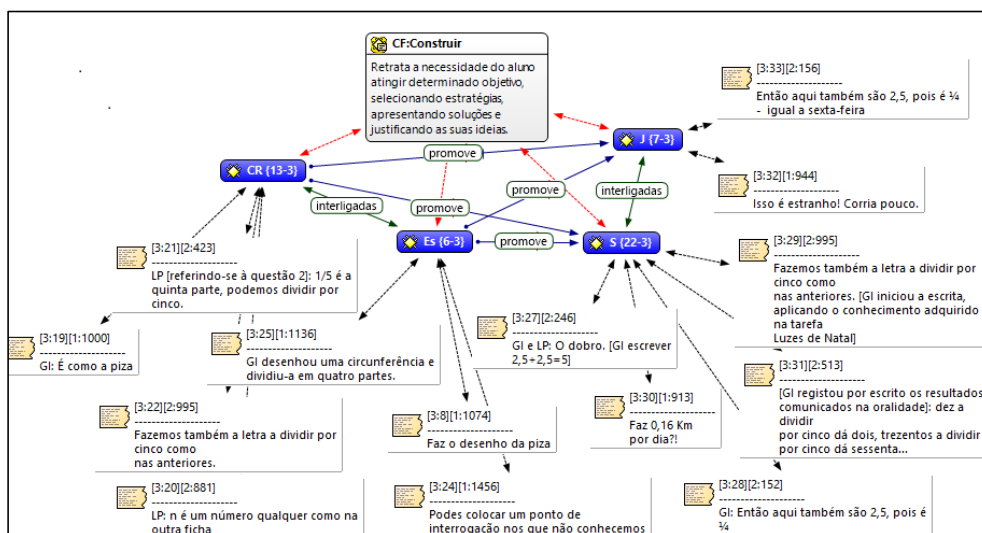 CF:Construir
Retrata a necessidade do aluno
atingir determinado objetivo,
selecionando estratégias,
apresentando soluções e
justificando as suas ideias.
[3:33][2:156]
--------------------
Então aqui também são 2,5, pois é ¼
- igual a sexta-feira
J {7-3}
promove
CR {13-3}
promove
interligadas
interligadas
[3:32][1:944]
--------------------
Isso é estranho! Corria pouco.
Es {6-3}
promove
S {22-3}
[3:21][2:423]
--------------------
LP [referindo-se à questão 2]: 1/5 é a
quinta parte, podemos dividir por
cinco.
[3:29][2:995]
--------------------
Fazemos também a letra a dividir por
cinco como
nas anteriores. [GI iniciou a escrita,
aplicando o conhecimento adquirido
na tarefa
Luzes de Natal]
[3:19][1:1000]
--------------------
GI: É como a piza
[3:25][1:1136]
--------------------
GI desenhou uma circunferência e
dividiu-a em quatro partes.
[3:27][2:246]
--------------------
GI e LP: O dobro. [GI escrever
2,5+2,5=5]
[3:31][2:513]
--------------------
[GI registou por escrito os resultados
comunicados na oralidade]: dez a
dividir
por cinco dá dois, trezentos a dividir
por cinco dá sessenta...
[3:22][2:995]
--------------------
Fazemos também a letra a dividir por
cinco como
nas anteriores.
[3:8][1:1074]
--------------------
Faz o desenho da piza
[3:30][1:913]
--------------------
Faz 0,16 Km
por dia?!
[3:20][2:881]
--------------------
LP: n é um número qualquer como na
outra ficha
[3:24][1:1456]
--------------------
Podes colocar um ponto de
interrogação nos que não conhecemos
[3:28][2:152]
--------------------
GI: Então aqui também são 2,5, pois é
¼